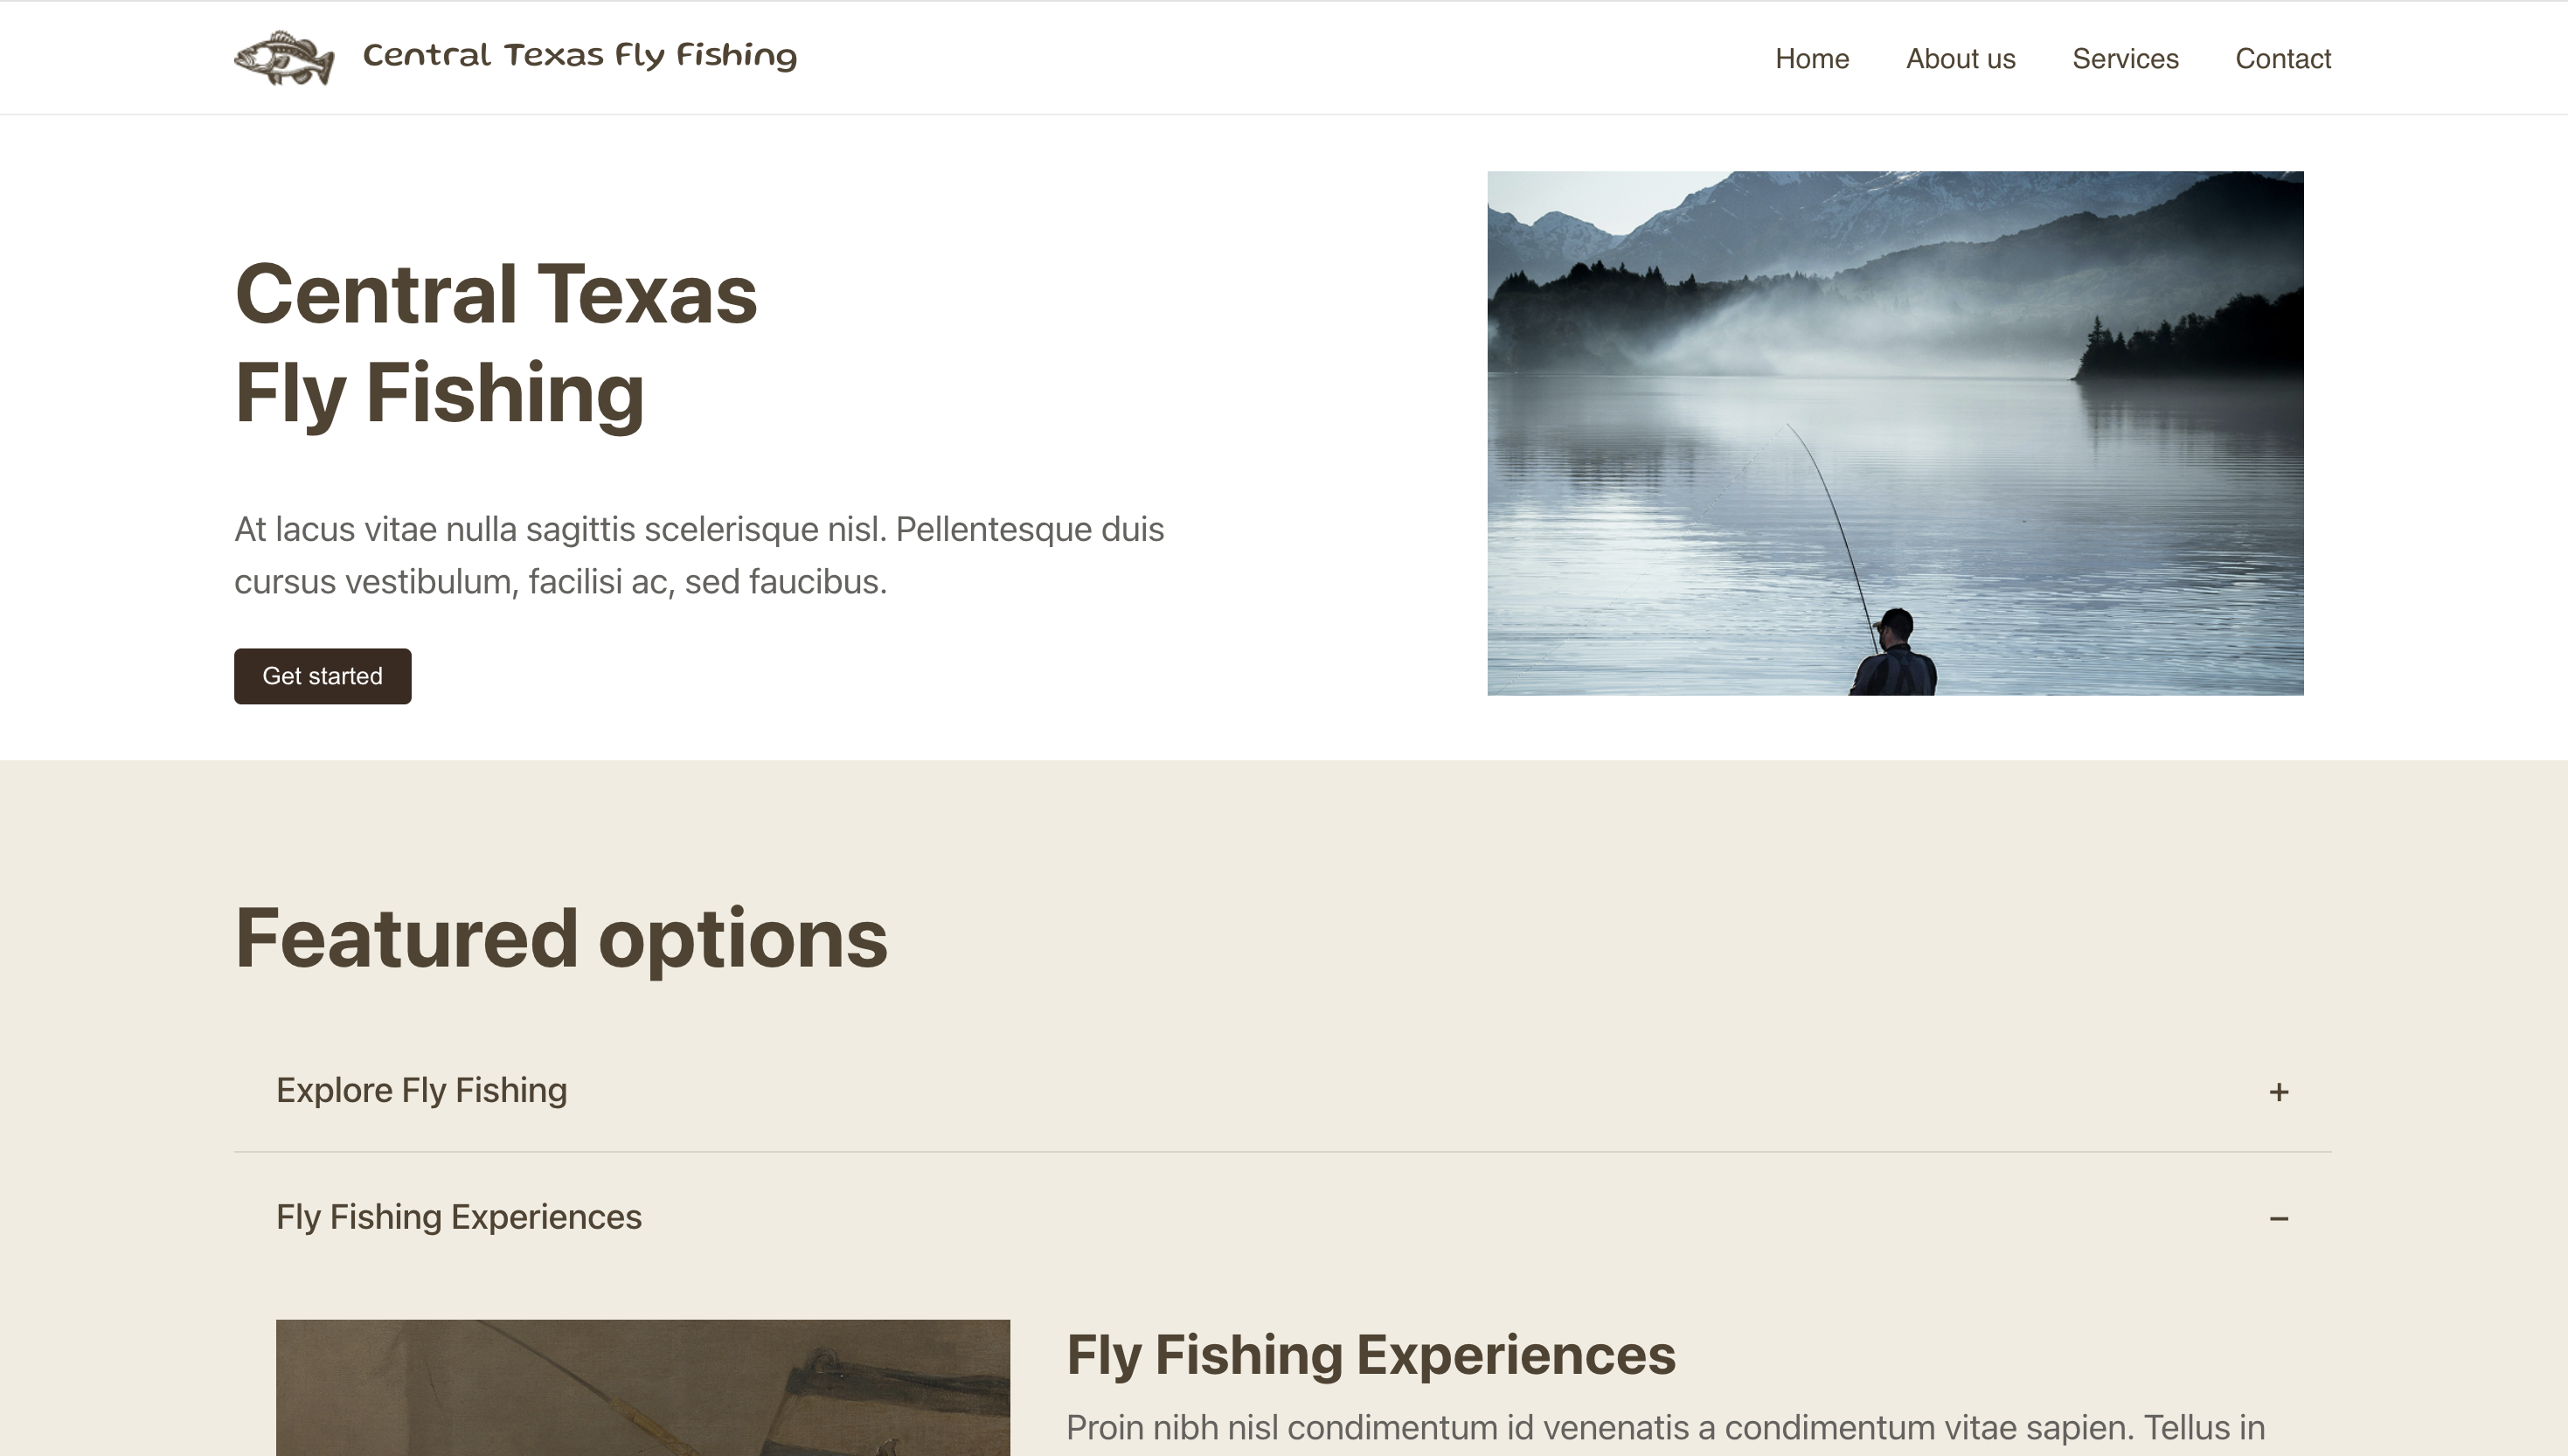 Central Texas Fly Fishing
Home About us Services Contact
Central Texas
Fly Fishing
At lacus vitae nulla sagittis scelerisque nisl. Pellentesque duis
cursus vestibulum, facilisi ac, sed faucibus.
Get started
Featured options
Explore Fly Fishing +
Fly Fishing Experiences −
Fly Fishing Experiences
Proin nibh nisl condimentum id venenatis a condimentum vitae sapien. Tellus in